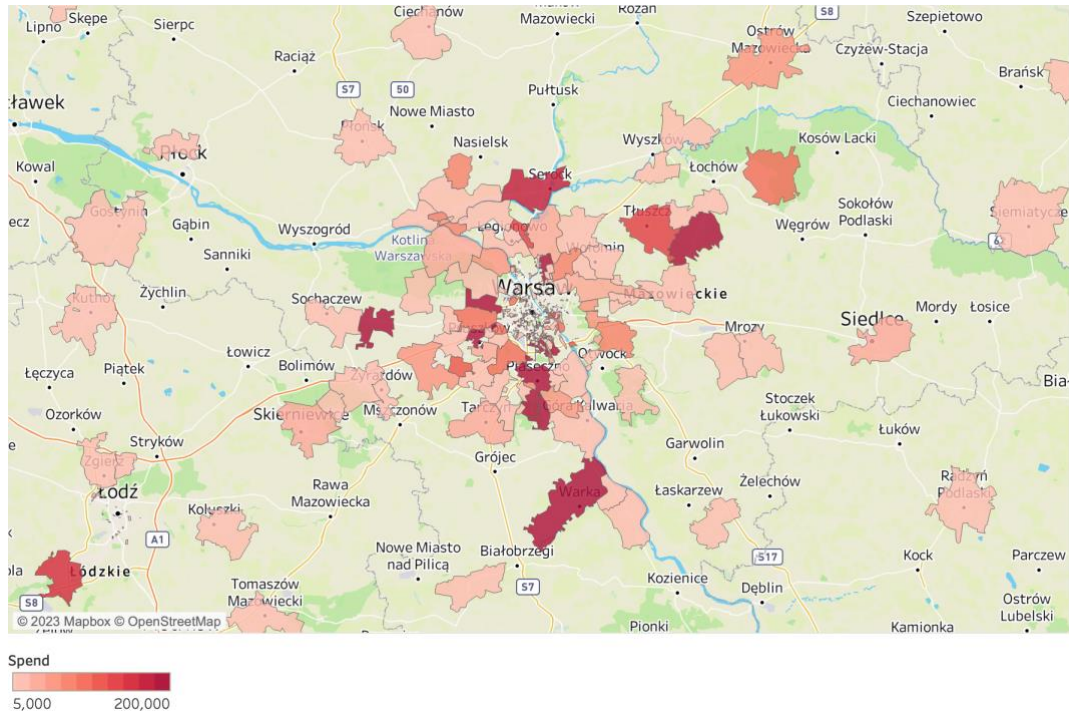 Lipno
Skępe
Sierpc
Ciechanów
Maków
Mazowiecki
Różan
S8
Szepietowo
Ostrów
Mazowiecka
Czyżew-Stacja
Raciąż
Brańsk
S7
50
Pułtusk
Ciechanowiec
Nowe Miasto
Płońsk
Nasielsk
Wyszków
Kosów Lacki
Kowal
Płock
Serock
Łochów
Gostynin
Gąbin
Wyszogród
Legionowo
Tłuszcz
Węgrów
Sokołów
Podlaski
Siemiatycze
Kotlina
Warszawska
Wołomin
Sanniki
Warsaw
Mazowieckie
Kutno
Żychlin
Sochaczew
Pruszków
Mrozy
Siedlce
Mordy
Łosice
Łowicz
Otwock
Łęczyca
Piątek
Bolimów
Żyrardów
Piaseczno
Ozorków
Skierniewice
Mszczonów
Tarczyn
Góra Kalwaria
Stoczek
Łukowski
Stryków
Łuków
Zgierz
Grójec
Garwolin
Łódź
Rawa
Mazowiecka
Warka
Łaskarzew
Żelechów
Radzyń
Podlaski
Koluszki
A1
Nowe Miasto
nad Pilicą
Białobrzegi
S17
Kock
Parczew
Łódzkie
S8
Tomaszów
Mazowiecki
S7
Kozienice
Dęblin
Ostrów
Lubelski
Pionki
Kamionka
© 2023 Mapbox © OpenStreetMap
Spend
5,000
200,000